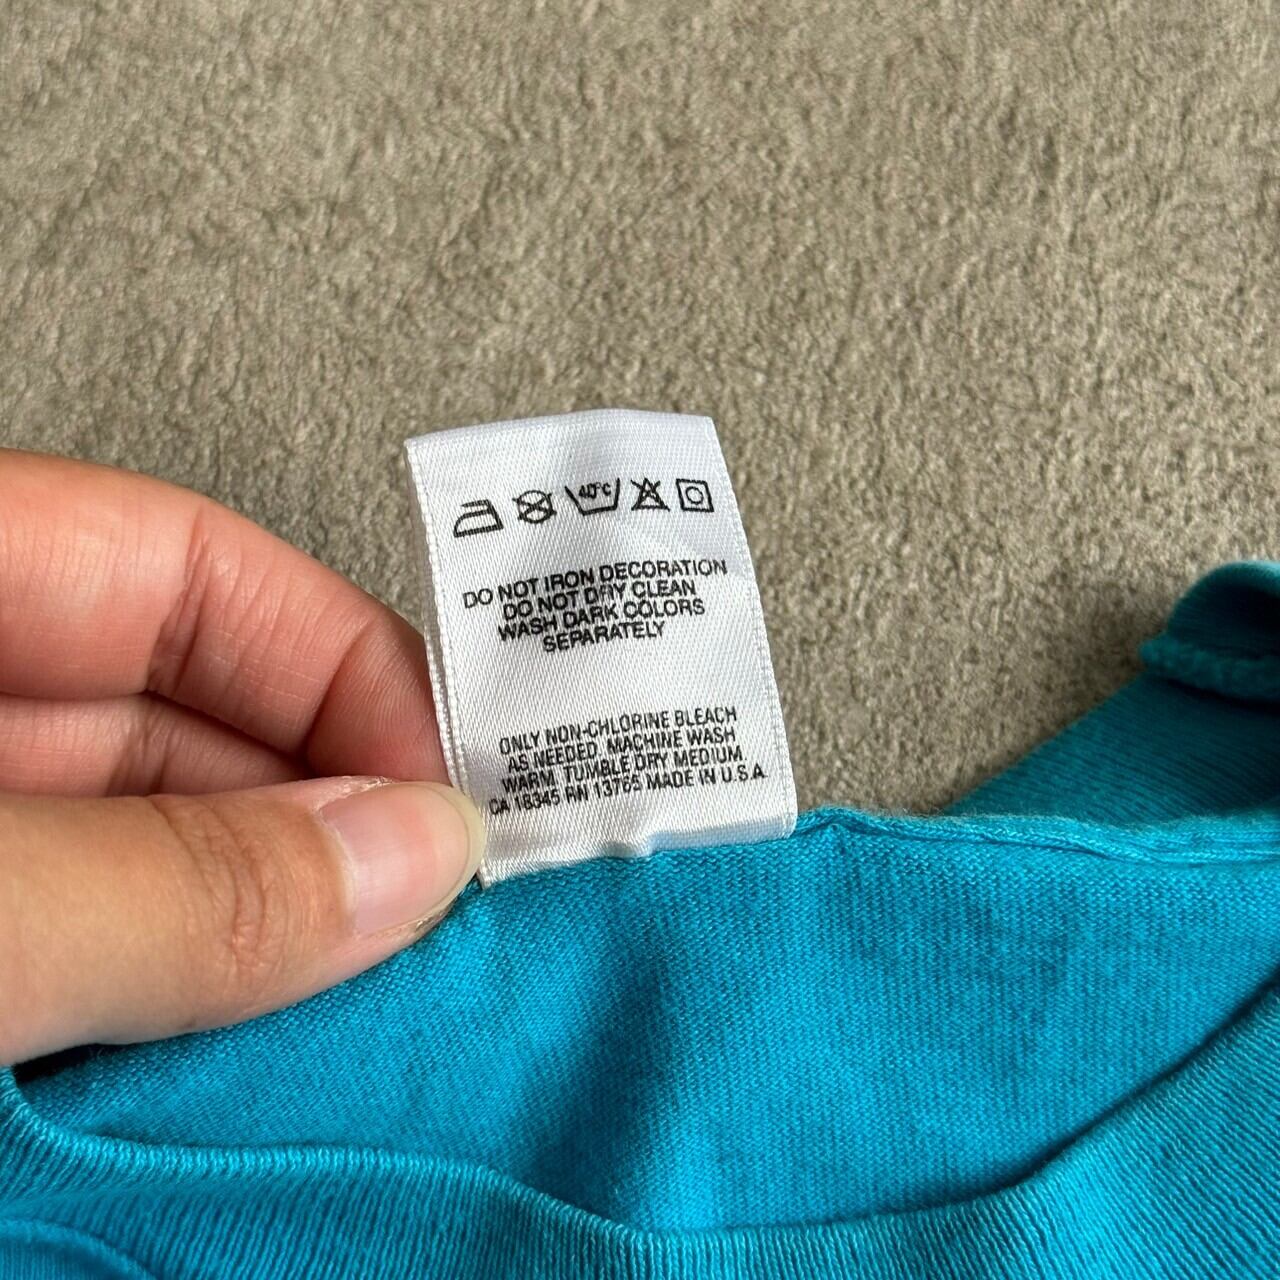 40°C
DO NOT IRON DECORATION
DO NOT DRY CLEAN
WASH DARK COLORS
SEPARATELY
ONLY NON-CHLORINE BLEACH
AS NEEDED MACHINE WASH
WARM TUMBLE DRY MEDIUM
CA 18345 RN 13765 MADE IN U.S.A